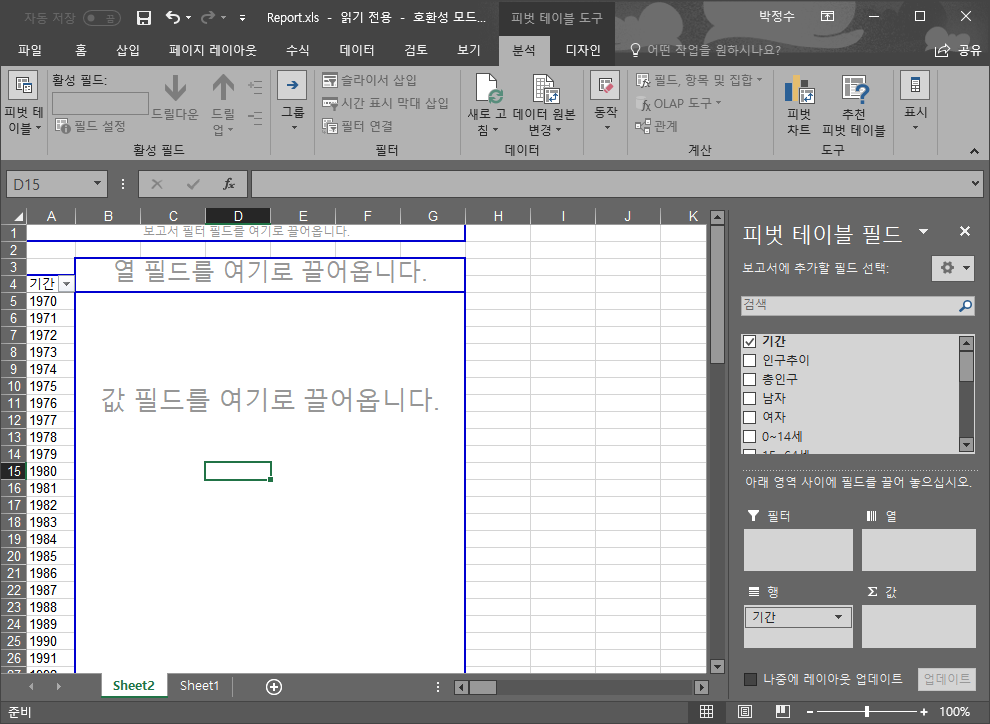 자동 저장 끔 Report.xls - 읽기 전용 - 호환성 모드... 피벗 테이블 도구 박정수
파일 홈 삽입 페이지 레이아웃 수식 데이터 검토 보기 분석 디자인 어떤 작업을 원하시나요? 공유
피벗 테이블
활성 필드:
필드 설정
드릴다운
드릴업
활성 필드
그룹
슬라이서 삽입
시간 표시 막대 삽입
필터 연결
필터
새로 고침
데이터 원본 변경
데이터
동작
필드, 항목 및 집합
OLAP 도구
관계
계산
피벗 차트
추천 피벗 테이블
도구
표시
D15 fx
A B C D E F G H I J K
1 보고서 필터 필드를 여기로 끌어옵니다.
2
3 열 필드를 여기로 끌어옵니다.
4 기간
5 1970
6 1971
7 1972
8 1973
9 1974
10 1975
11 1976
값 필드를 여기로 끌어옵니다.
12 1977
13 1978
14 1979
15 1980
16 1981
17 1982
18 1983
19 1984
20 1985
21 1986
22 1987
23 1988
24 1989
25 1990
26 1991
피벗 테이블 필드
보고서에 추가할 필드 선택:
검색
기간
인구추이
총인구
남자
여자
0~14세
15~64세
아래 영역 사이에 필드를 끌어 놓으십시오.
필터 열
행 Σ 값
기간
나중에 레이아웃 업데이트 업데이트
Sheet2 Sheet1
준비 100%